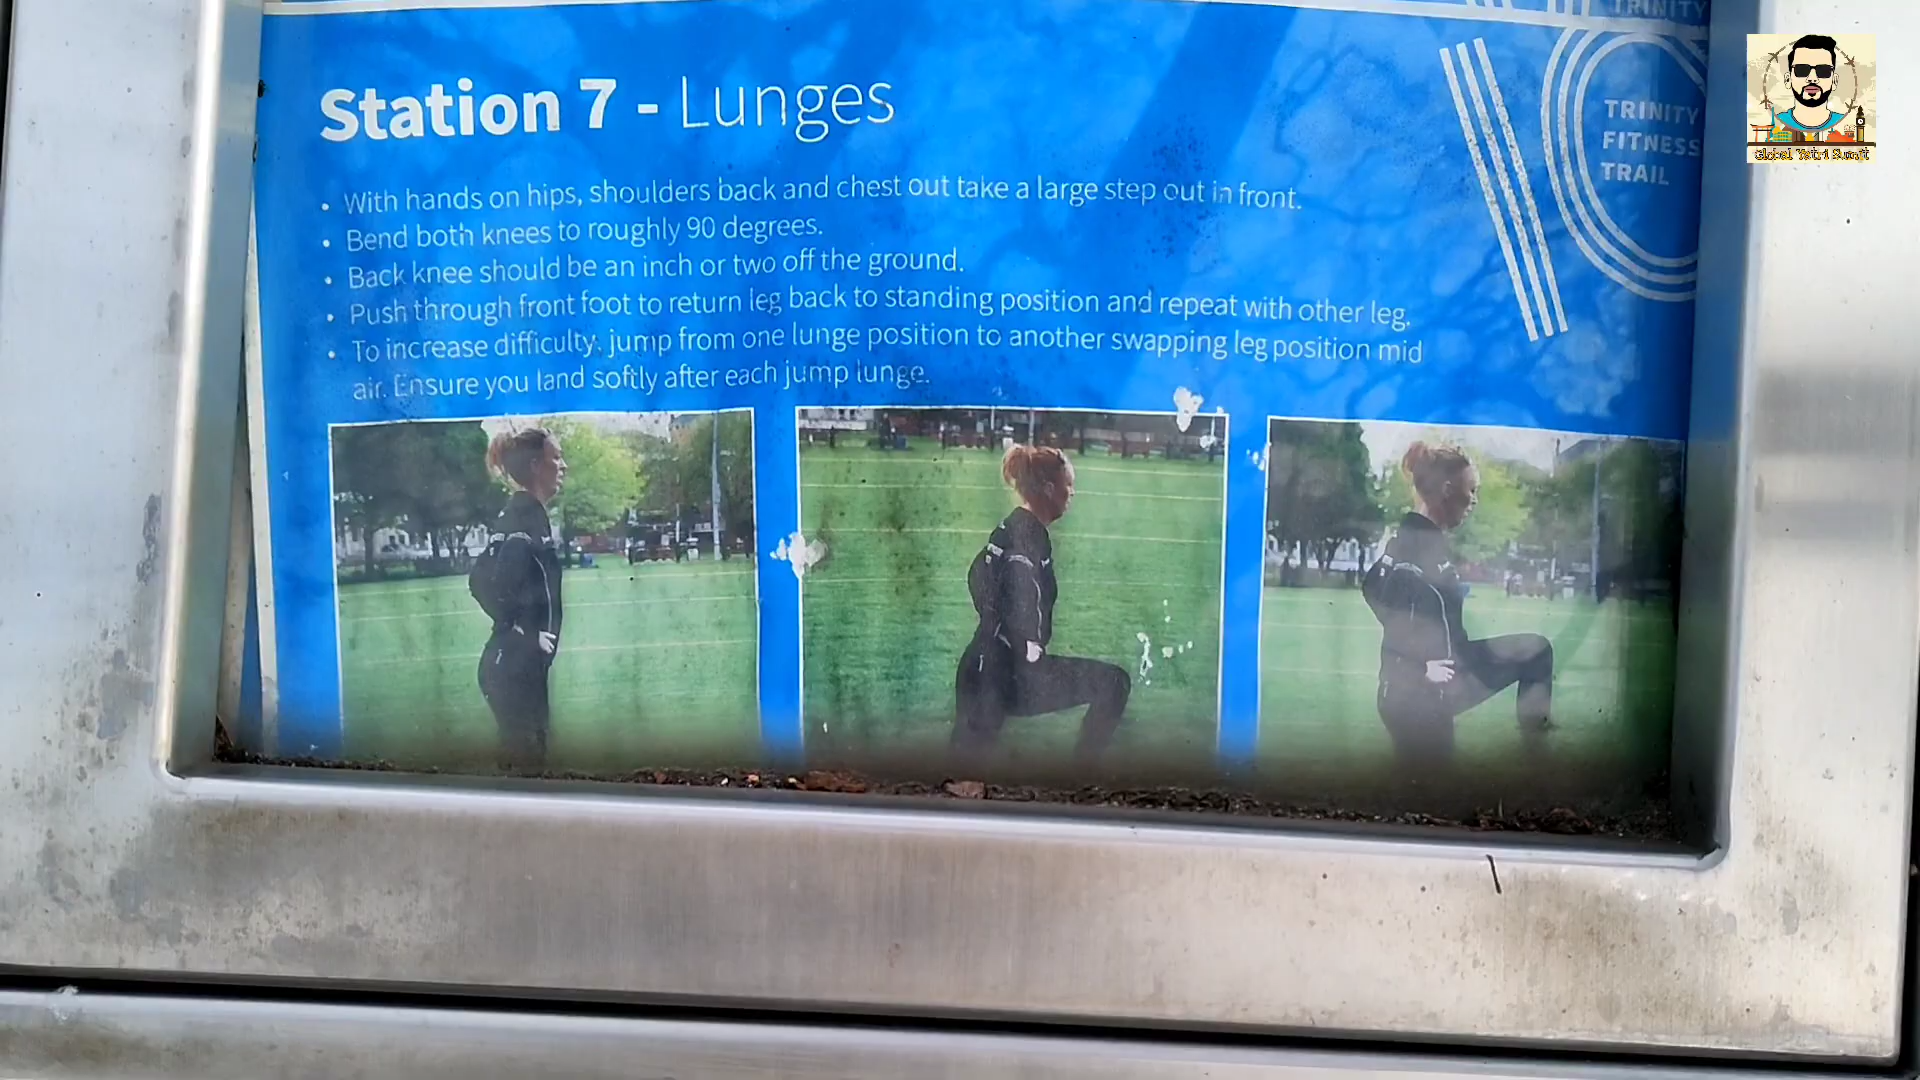 TRINITY
Station 7 - Lunges
TRINITY
FITNESS
TRAIL
• With hands on hips, shoulders back and chest out take a large step out in front.
• Bend both knees to roughly 90 degrees.
• Back knee should be an inch or two off the ground.
• Push through front foot to return leg back to standing position and repeat with other leg.
• To increase difficulty: jump from one lunge position to another swapping leg position mid
air. Ensure you land softly after each jump lunge.
Global Yatri Sumit